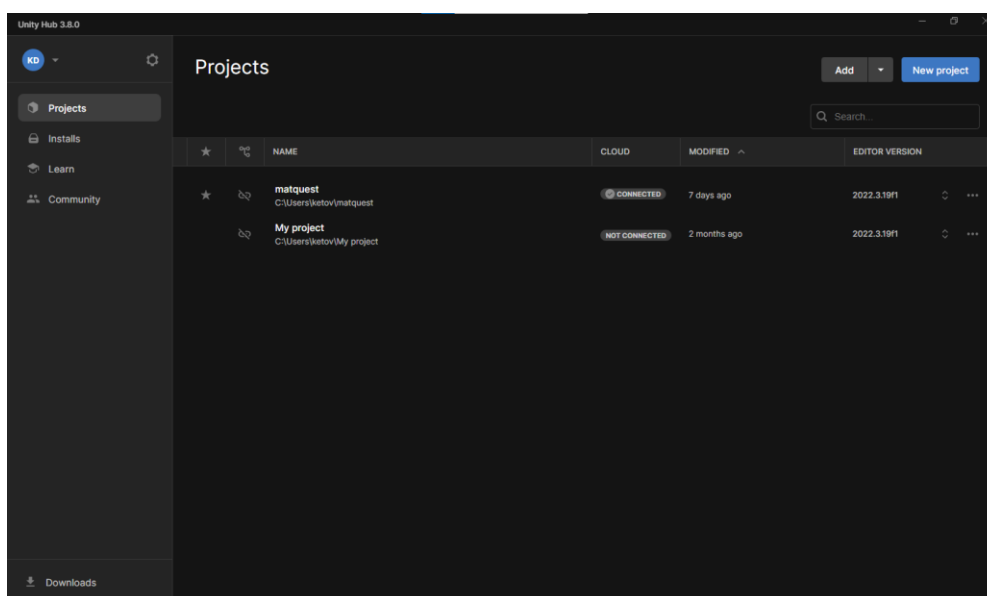 Unity Hub 3.8.0
KD
Projects
Installs
Learn
Community
Downloads
Projects
Add
New project
Search...
NAME CLOUD MODIFIED EDITOR VERSION
matquest CONNECTED 7 days ago 2022.3.19f1
C:\Users\ketov\matquest
My project NOT CONNECTED 2 months ago 2022.3.19f1
C:\Users\ketov\My project